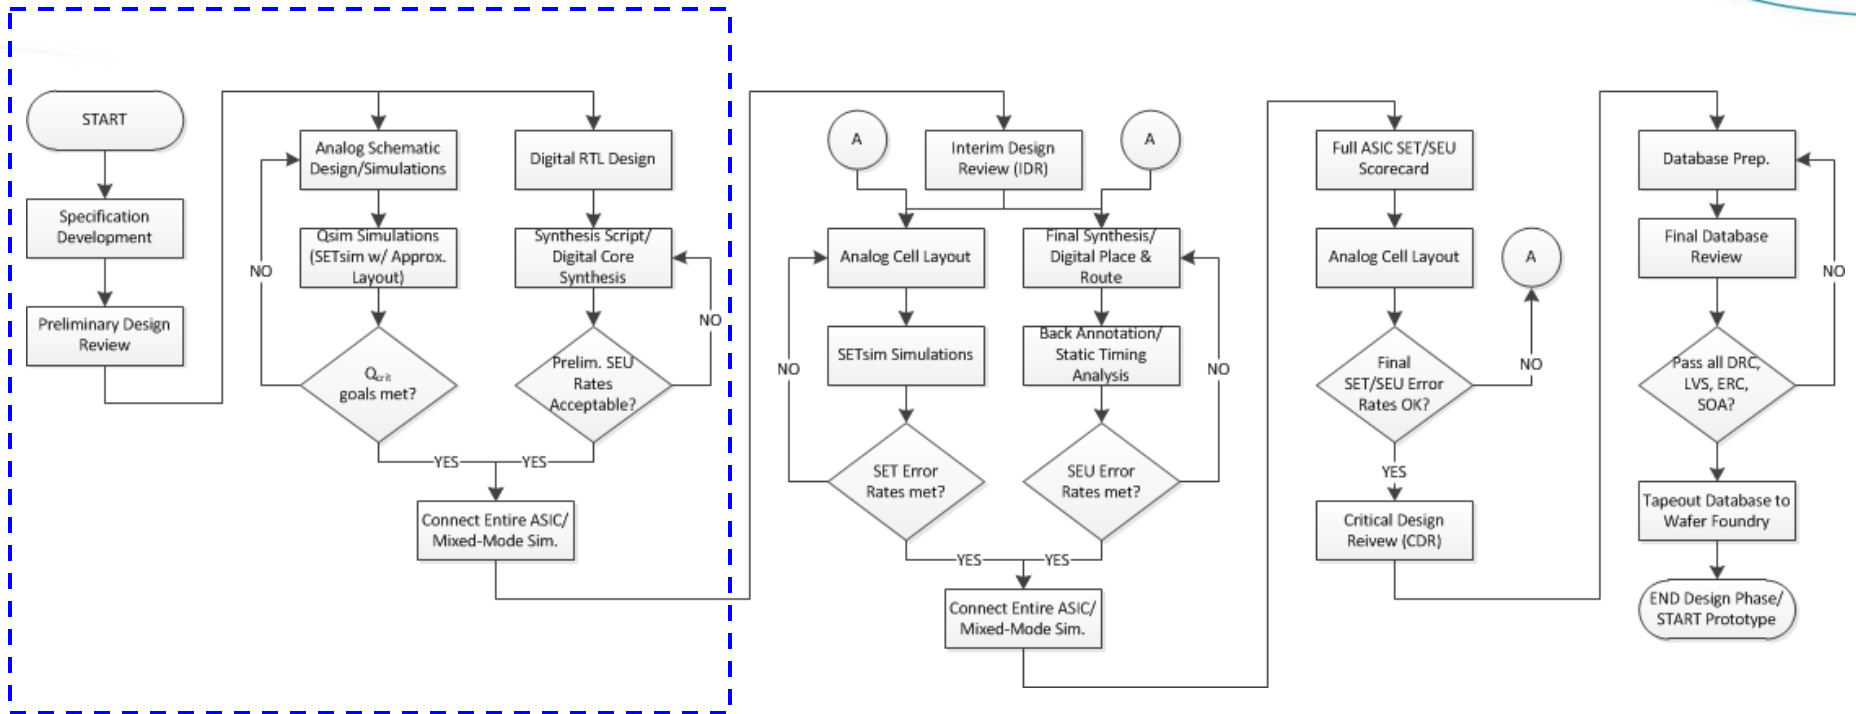 START
Specification
Development
Preliminary Design
Review
Analog Schematic
Design/Simulations
Qsim Simulations
(SETsim w/ Approx.
Layout)
NO
Qcrit
goals met?
Digital RTL Design
Synthesis Script/
Digital Core
Synthesis
NO
Prelim. SEU
Rates
Acceptable?
YES
YES
Connect Entire ASIC/
Mixed-Mode Sim.
A
Interim Design
Review (IDR)
A
Analog Cell Layout
SETsim Simulations
NO
SET Error
Rates met?
Final Synthesis/
Digital Place &
Route
Back Annotation/
Static Timing
Analysis
NO
SEU Error
Rates met?
YES
YES
Connect Entire ASIC/
Mixed-Mode Sim.
Full ASIC SET/SEU
Scorecard
Analog Cell Layout
A
NO
Final
SET/SEU Error
Rates OK?
YES
Critical Design
Reivew (CDR)
Database Prep.
Final Database
Review
NO
Pass all DRC,
LVS, ERC,
SOA?
Tapeout Database to
Wafer Foundry
END Design Phase/
START Prototype